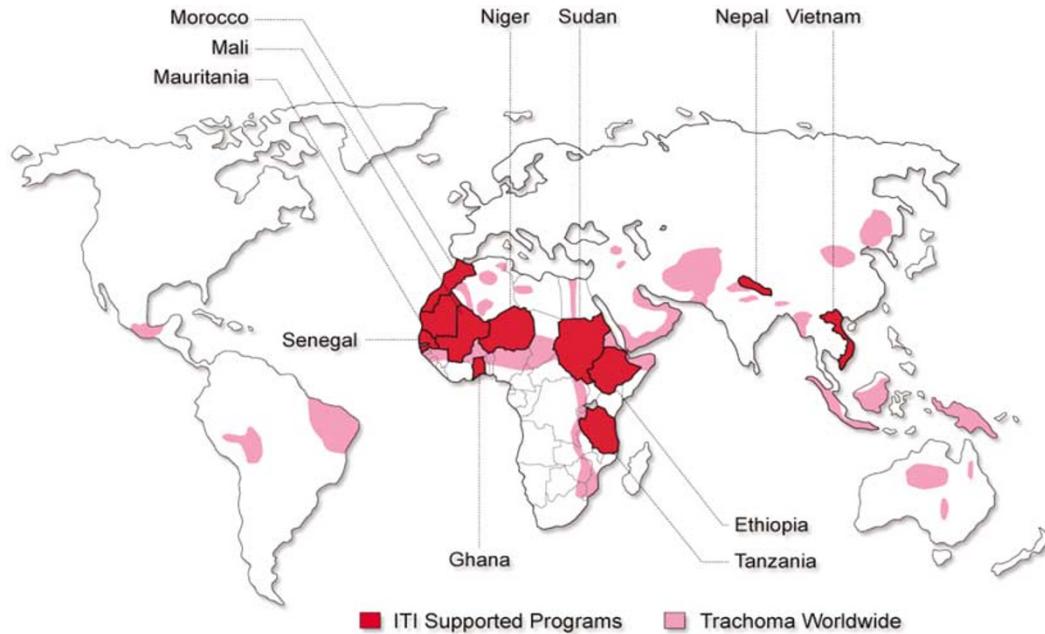 Morocco
Niger
Sudan
Nepal
Vietnam
Mali
Mauritania
Senegal
Ethiopia
Ghana
Tanzania
ITI Supported Programs
Trachoma Worldwide